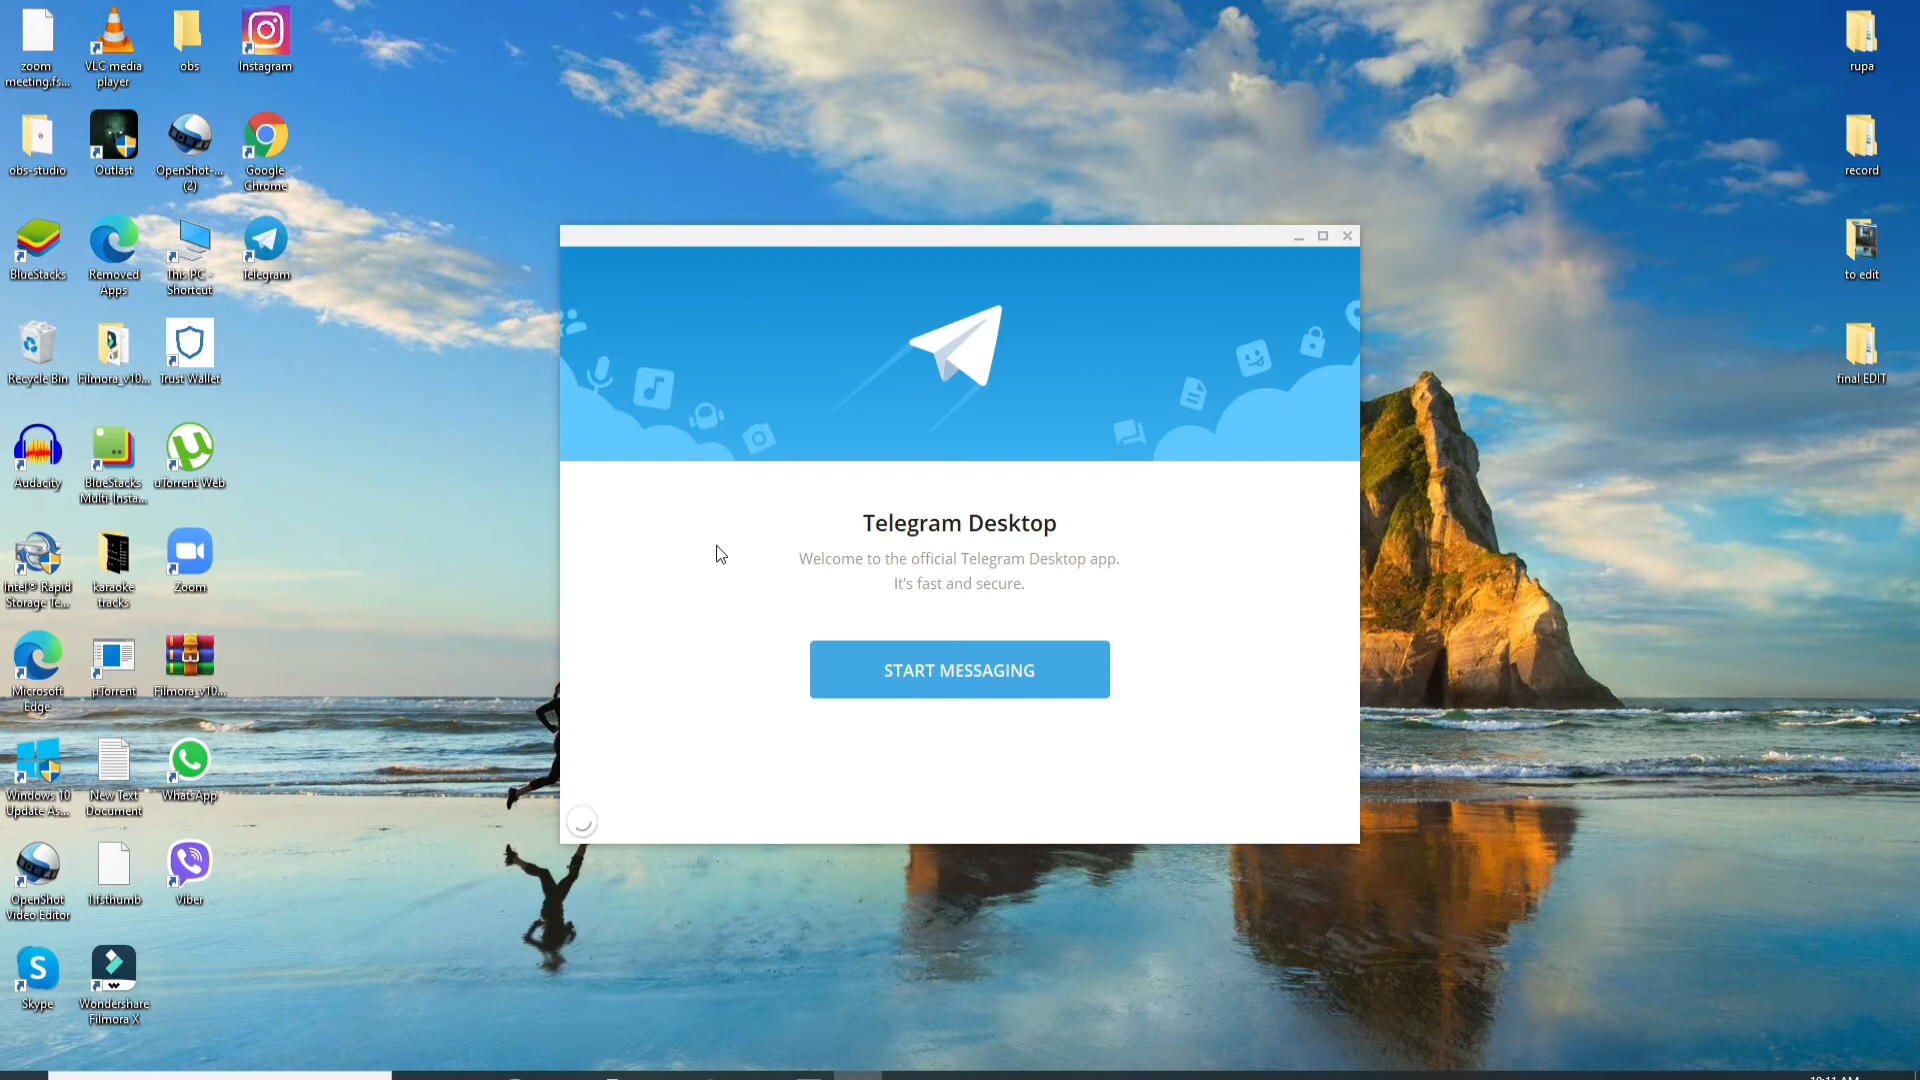 zoom
meeting.fs...
VLC media
player
obs
Instagram
obs-studio
Outlast
OpenShot-...
(2)
Google
Chrome
BlueStacks
Removed
Apps
This PC -
Shortcut
Telegram
Recycle Bin
Filmora_v10...
Trust Wallet
Audacity
BlueStacks
Multi-Insta...
uTorrent Web
Intel® Rapid
Storage Te...
karaoke
tracks
Zoom
Microsoft
Edge
µTorrent
Filmora_v10...
Windows 10
Update As...
New Text
Document
WhatsApp
OpenShot
Video Editor
1.fsthumb
Viber
Skype
Wondershare
Filmora X
Telegram Desktop
Welcome to the official Telegram Desktop app.
It's fast and secure.
START MESSAGING
rupa
record
to edit
final EDIT